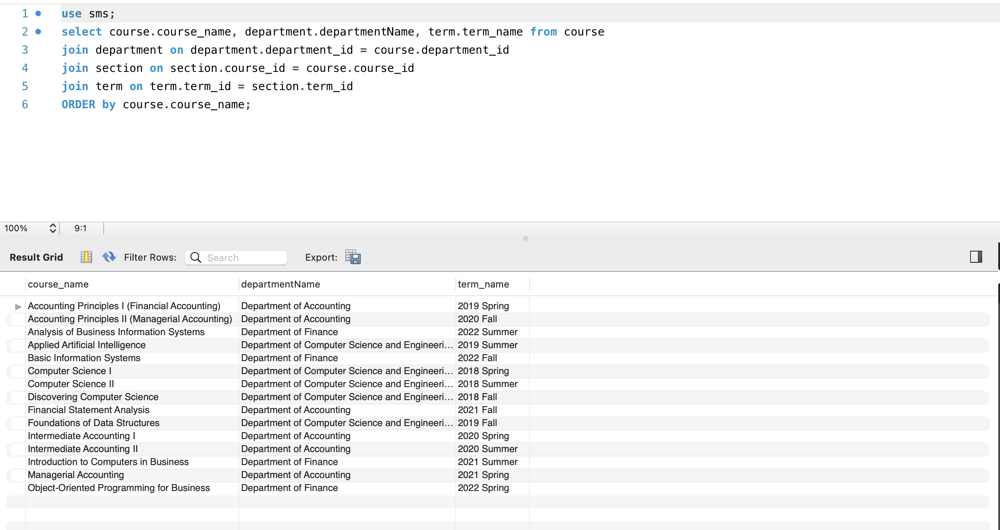 1 use sms;
2 select course.course_name, department.departmentName, term.term_name from course
3 join department on department.department_id = course.department_id
4 join section on section.course_id = course.course_id
5 join term on term.term_id = section.term_id
6 ORDER by course.course_name;
100% 9:1
Result Grid Filter Rows: Search Export:
course_name departmentName term_name
Accounting Principles I (Financial Accounting) Department of Accounting 2019 Spring
Accounting Principles II (Managerial Accounting) Department of Accounting 2020 Fall
Analysis of Business Information Systems Department of Finance 2022 Summer
Applied Artificial Intelligence Department of Computer Science and Engineeri... 2019 Summer
Basic Information Systems Department of Finance 2022 Fall
Computer Science I Department of Computer Science and Engineeri... 2018 Spring
Computer Science II Department of Computer Science and Engineeri... 2018 Summer
Discovering Computer Science Department of Computer Science and Engineeri... 2018 Fall
Financial Statement Analysis Department of Accounting 2021 Fall
Foundations of Data Structures Department of Computer Science and Engineeri... 2019 Fall
Intermediate Accounting I Department of Accounting 2020 Spring
Intermediate Accounting II Department of Accounting 2020 Summer
Introduction to Computers in Business Department of Finance 2021 Summer
Managerial Accounting Department of Accounting 2021 Spring
Object-Oriented Programming for Business Department of Finance 2022 Spring